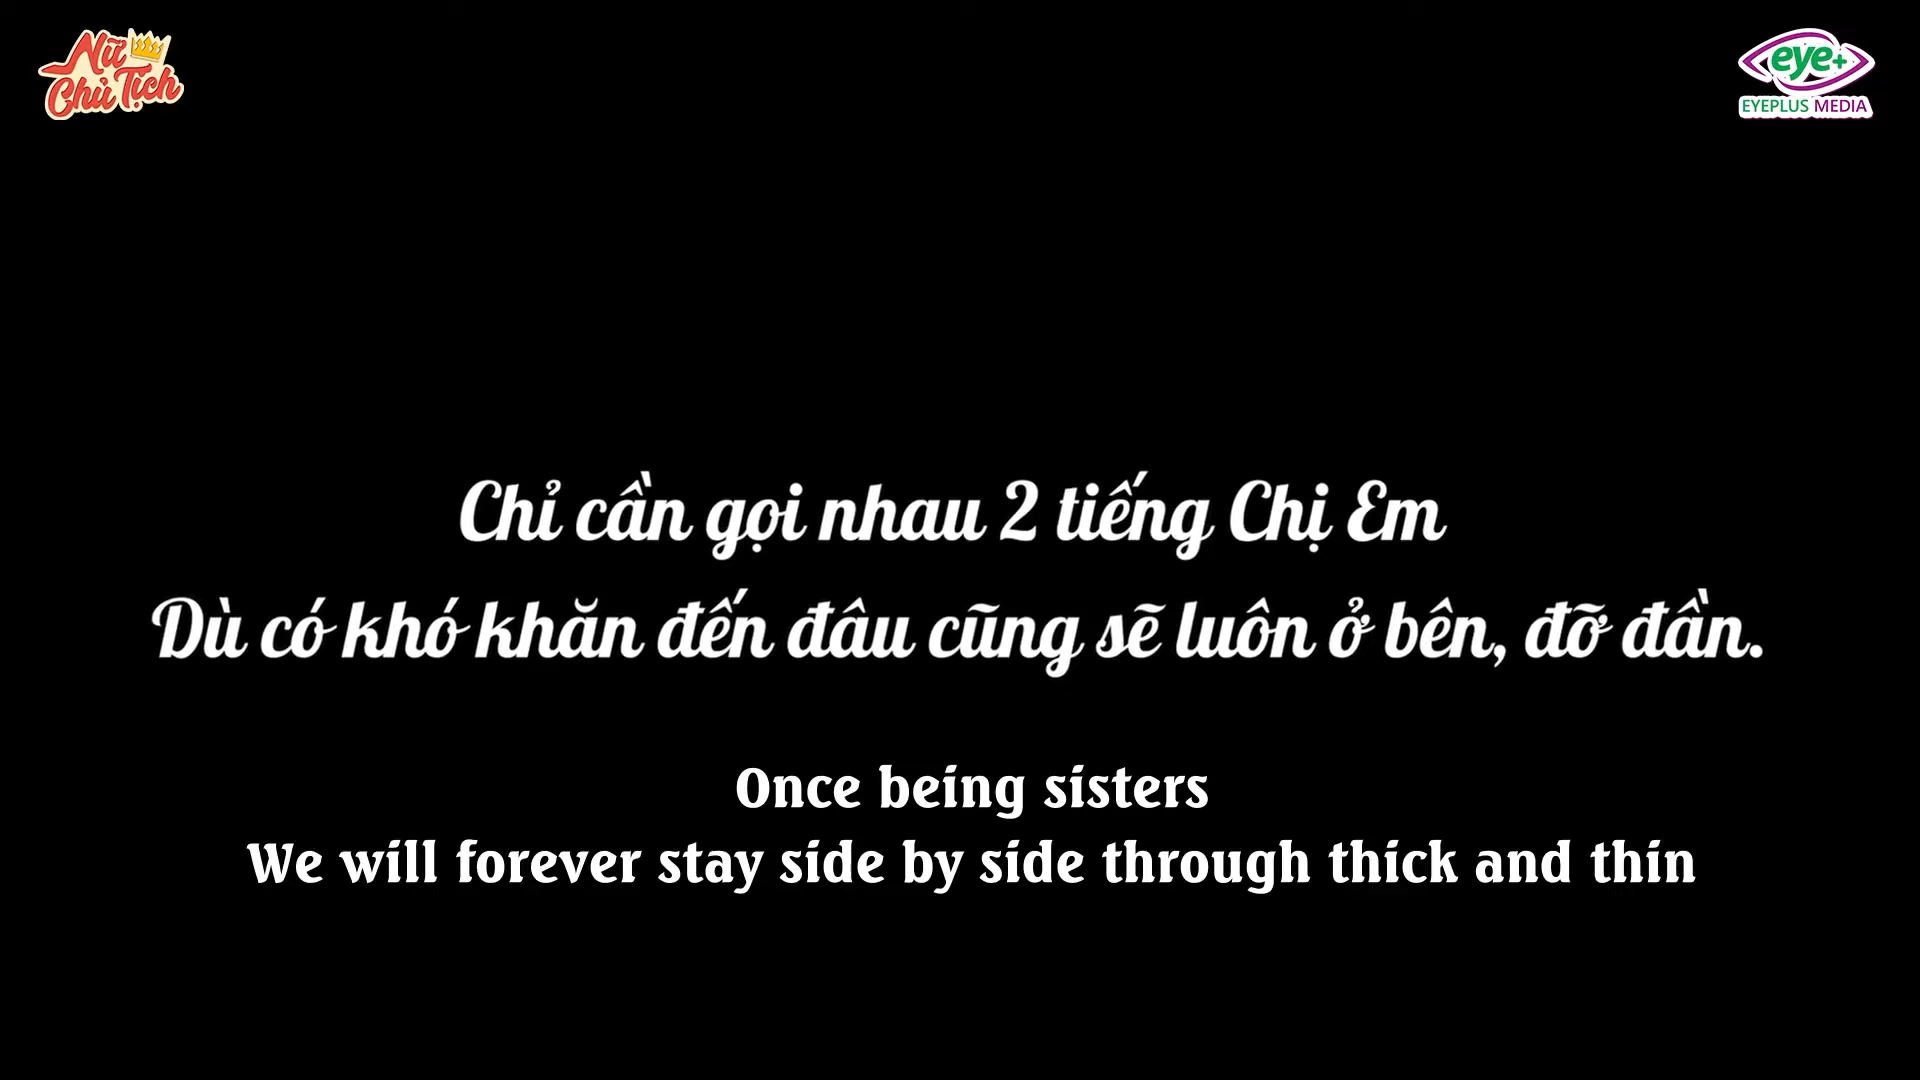 Nữ
Chủ Tịch
eye+
EYEPLUS MEDIA
Chỉ cần gọi nhau 2 tiếng Chị Em
Dù có khó khăn đến đâu cũng sẽ luôn ở bên, đỡ đần.
Once being sisters
We will forever stay side by side through thick and thin